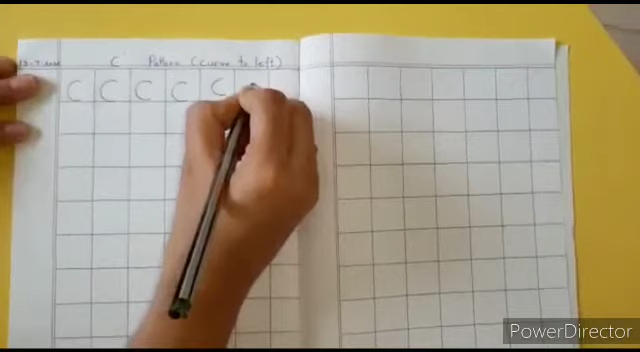 C Pattern (curve to left)
C C C C C
PowerDirector